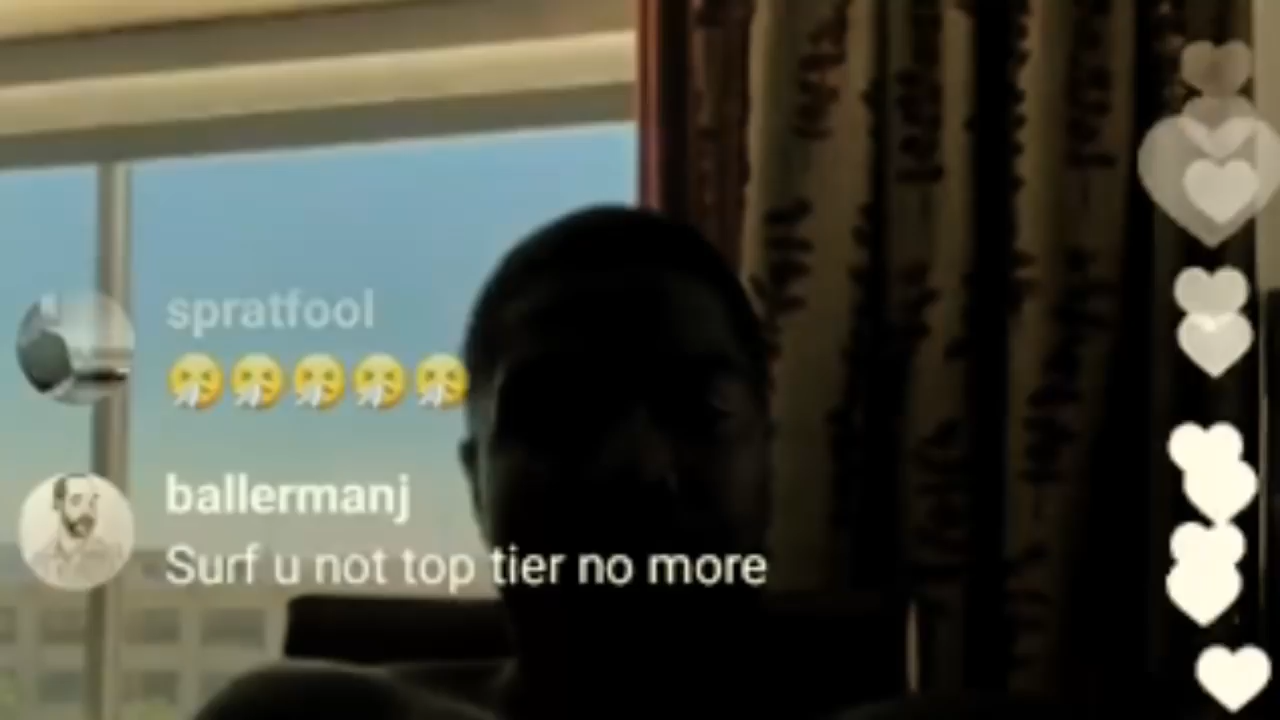 spratfool
🤧🤧🤧🤧🤧
ballermanj
Surf u not top tier no more